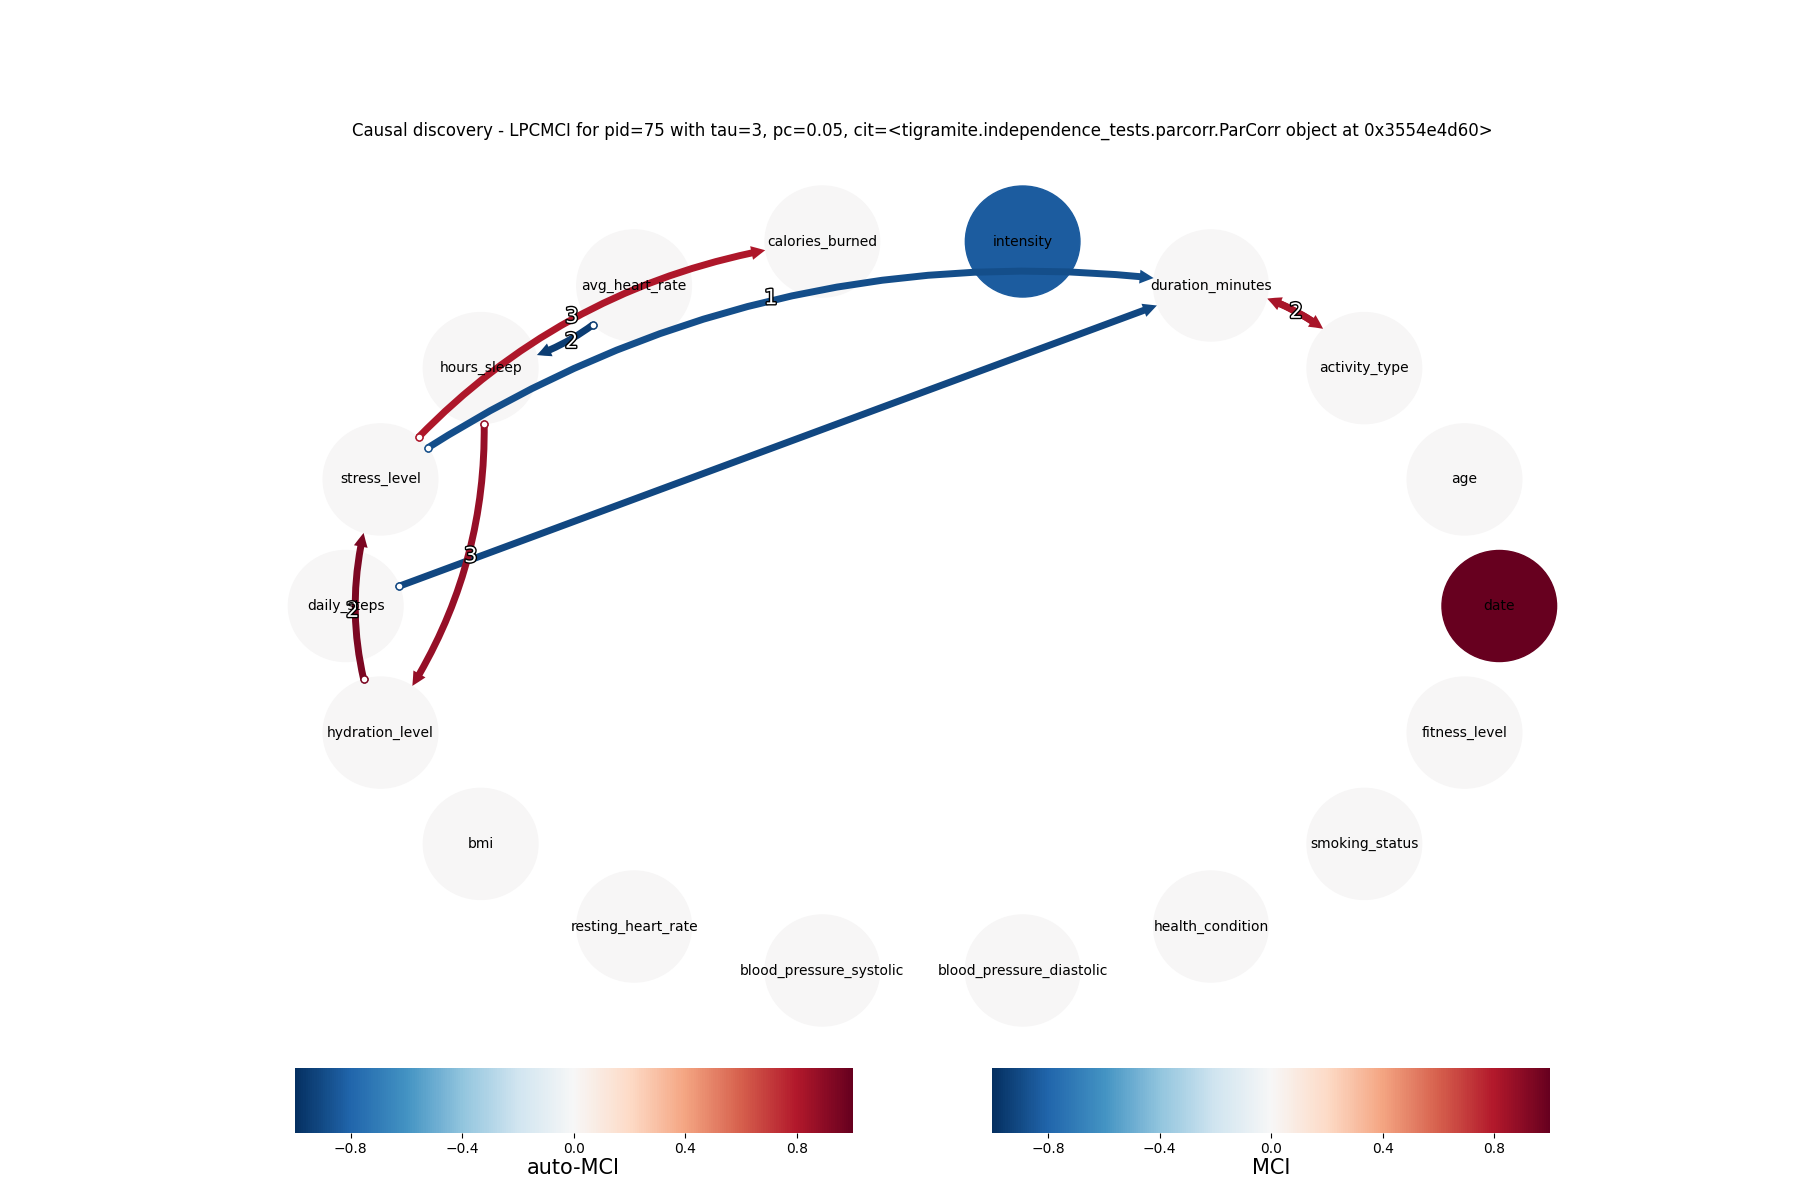 Causal discovery - LPCMCI for pid=75 with tau=3, pc=0.05, cit=<tigramite.independence_tests.parcorr.ParCorr object at 0x3554e4d60>
calories_burned
intensity
avg_heart_rate
duration_minutes
1
3
2
2
hours_sleep
activity_type
stress_level
age
3
daily_steps
2
date
hydration_level
fitness_level
bmi
smoking_status
resting_heart_rate
health_condition
blood_pressure_systolic
blood_pressure_diastolic
−0.8 −0.4 0.0 0.4 0.8
auto-MCI
−0.8 −0.4 0.0 0.4 0.8
MCI